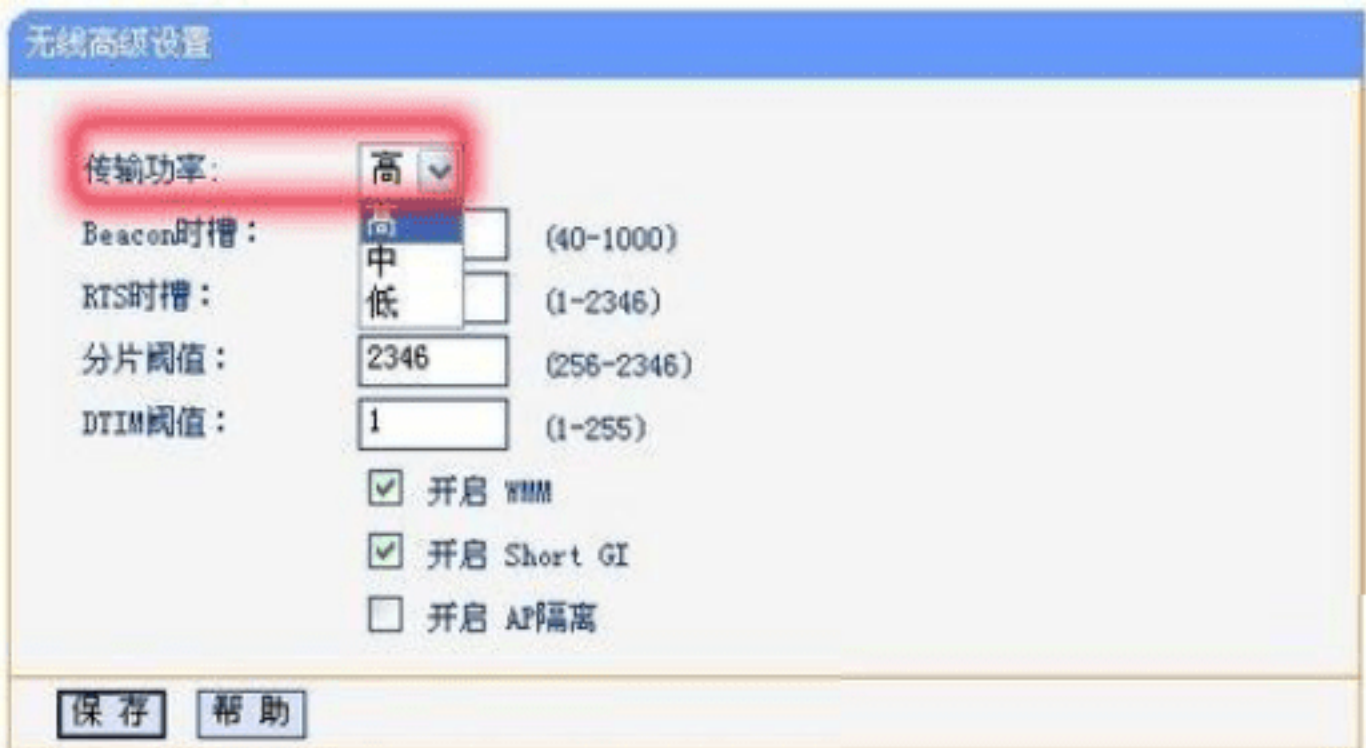 无线高级设置
传输功率: 高
高
Beacon时槽: (40-1000)
中
RTS时槽: (1-2346)
低
分片阈值: 2346 (256-2346)
DTIM阈值: 1 (1-255)
开启 WMM
开启 Short GI
开启 AP隔离
保存 帮助